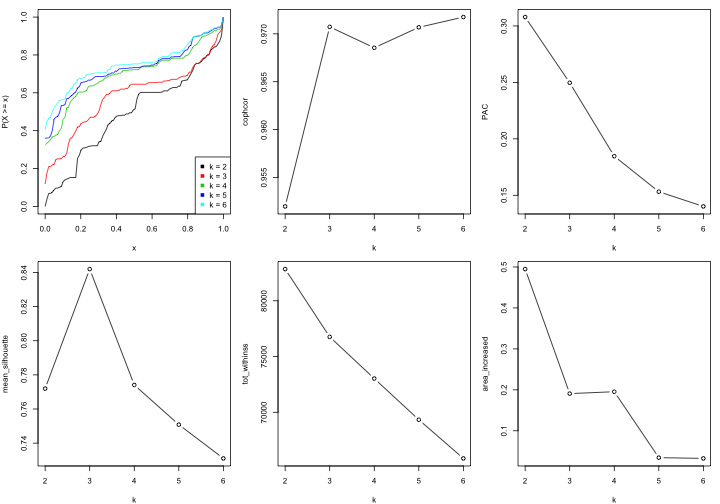 P(X >= x)
1.0
0.8
0.6
0.4
0.2
0.0
k = 2
k = 3
k = 4
k = 5
k = 6
0.0 0.2 0.4 0.6 0.8 1.0
x
cophcor
0.970
0.965
0.960
0.955
2 3 4 5 6
k
PAC
0.30
0.25
0.20
0.15
2 3 4 5 6
k
mean_silhouette
0.84
0.82
0.80
0.78
0.76
0.74
2 3 4 5 6
k
tot_withinss
80000
75000
70000
2 3 4 5 6
k
area_increased
0.5
0.4
0.3
0.2
0.1
2 3 4 5 6
k